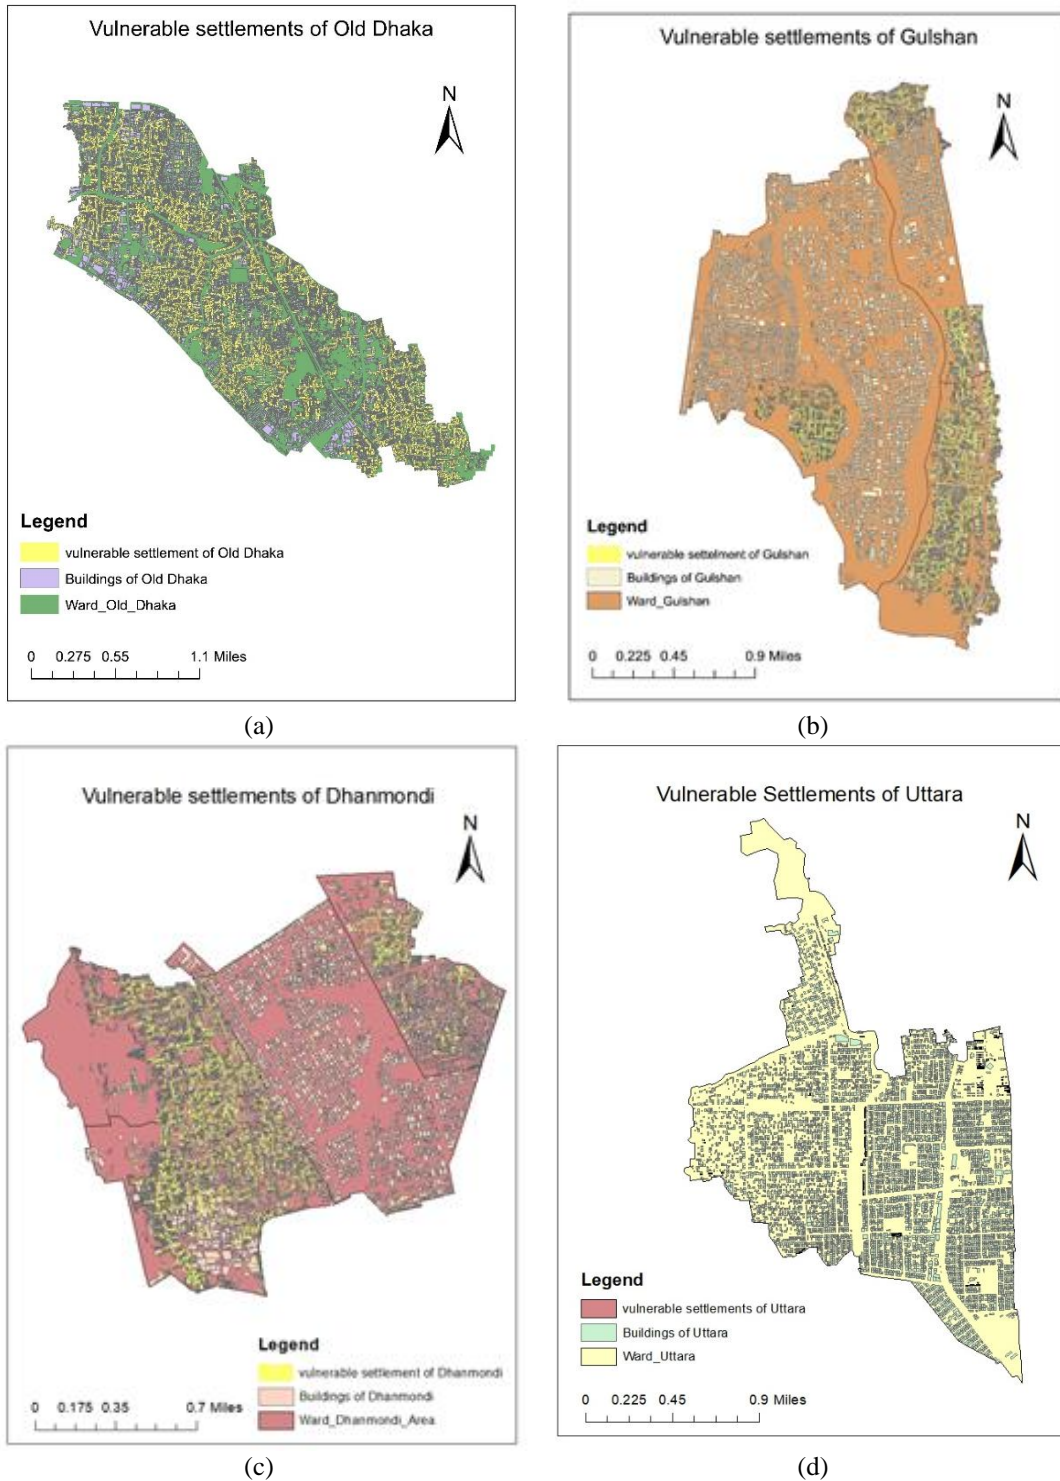 Vulnerable settlements of Old Dhaka
N
Legend
vulnerable settlement of Old Dhaka
Buildings of Old Dhaka
Ward_Old_Dhaka
0 0.275 0.55 1.1 Miles
(a)
Vulnerable settlements of Gulshan
N
Legend
vulnerable settelment of Gulshan
Buildings of Gulshan
Ward_Gulshan
0 0.225 0.45 0.9 Miles
(b)
Vulnerable settlements of Dhanmondi
N
Legend
vulnerable settlement of Dhanmondi
Buildings of Dhanmondi
Ward_Dhanmondi_Area
0 0.175 0.35 0.7 Miles
(c)
Vulnerable Settlements of Uttara
N
Legend
vulnerable settlements of Uttara
Buildings of Uttara
Ward_Uttara
0 0.225 0.45 0.9 Miles
(d)